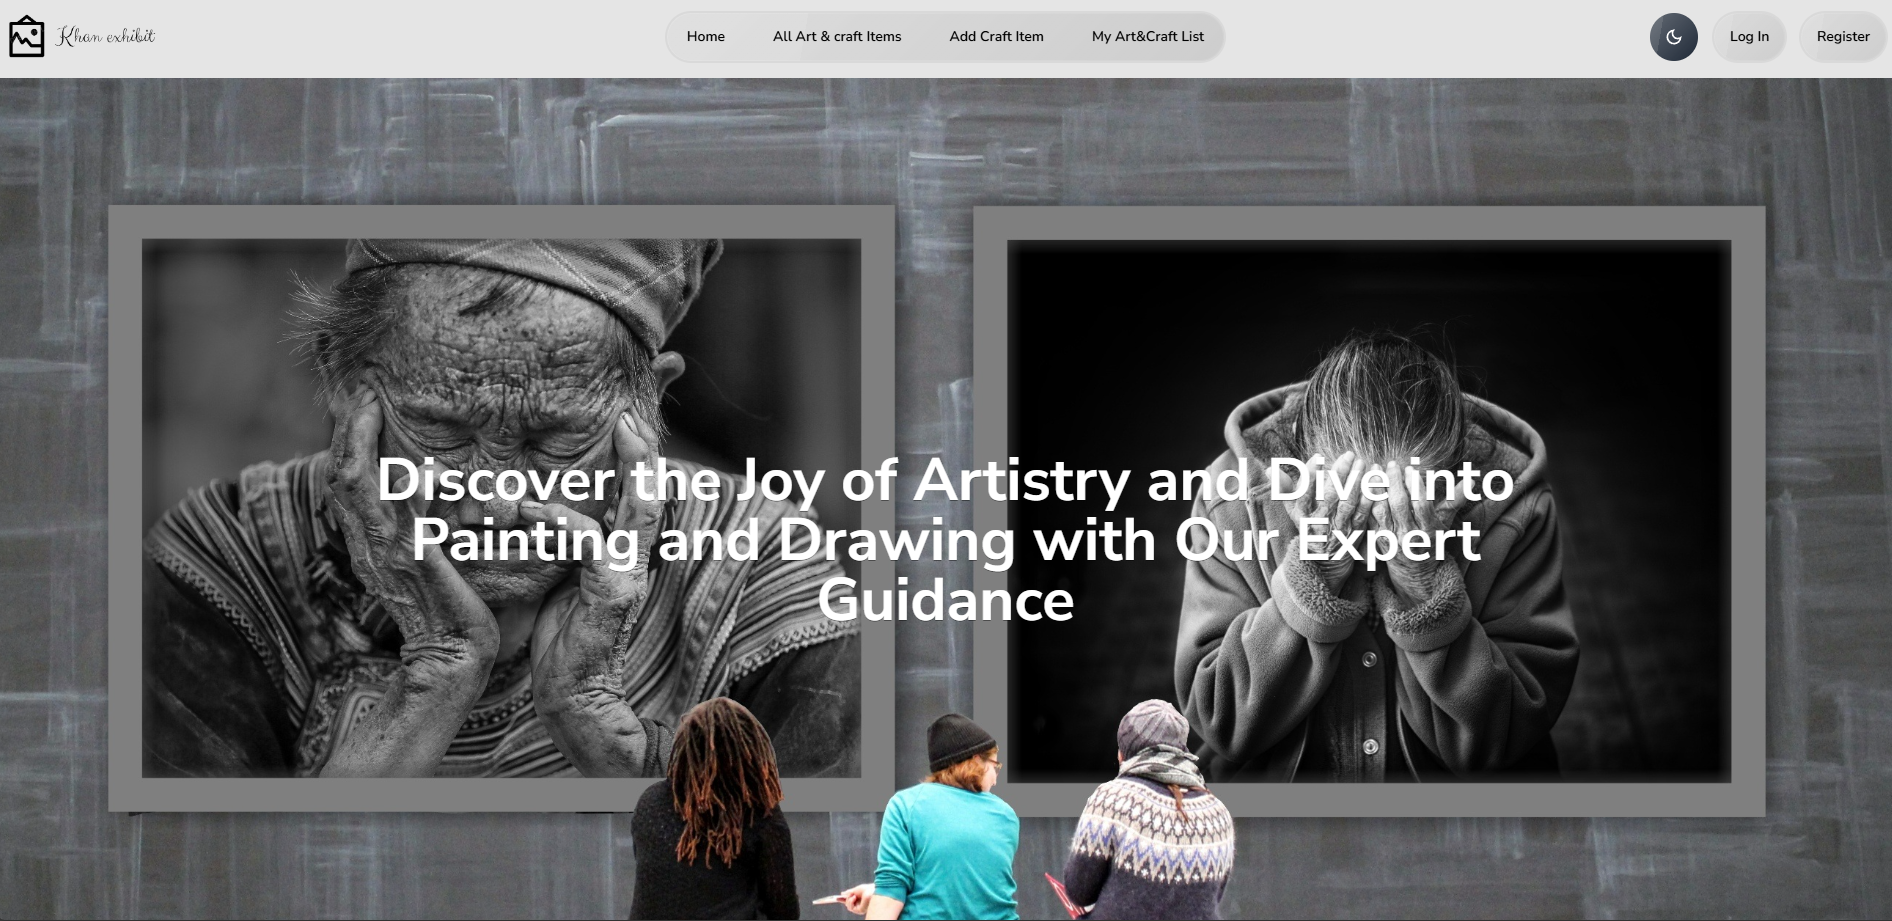 Khan exhibit
Home
All Art & craft Items
Add Craft Item
My Art&Craft List
Log In
Register
Discover the Joy of Artistry and Dive into
Painting and Drawing with Our Expert
Guidance